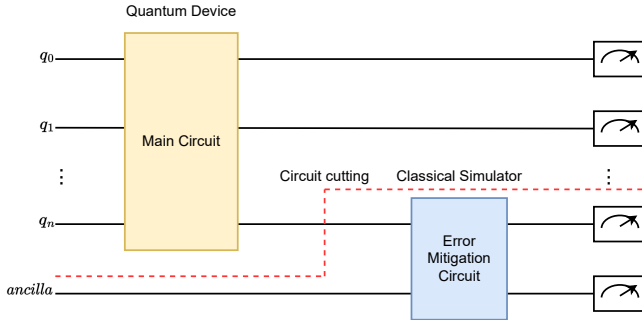 Quantum Device
q0
Main Circuit
q1
⋮
⋮
Circuit cutting
Classical Simulator
qn
Error
Mitigation
Circuit
ancilla